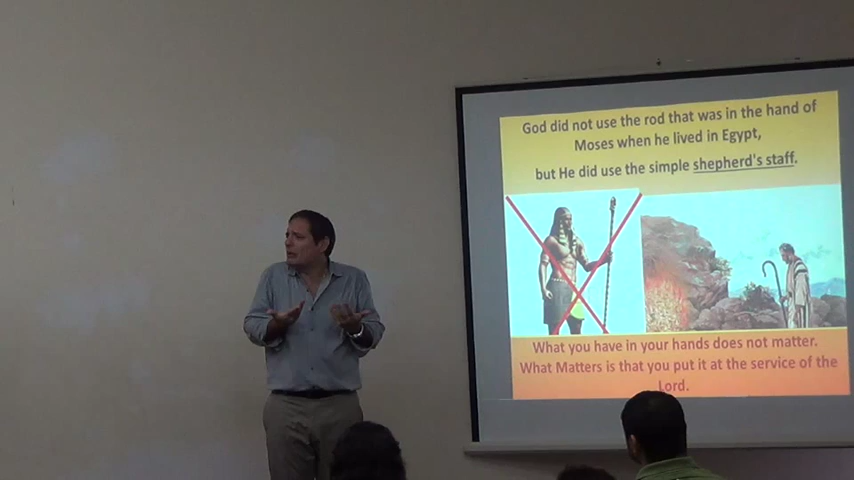 God did not use the rod that was in the hand of
Moses when he lived in Egypt,
but He did use the simple shepherd's staff.
What you have in your hands does not matter.
What Matters is that you put it at the service of the
Lord.